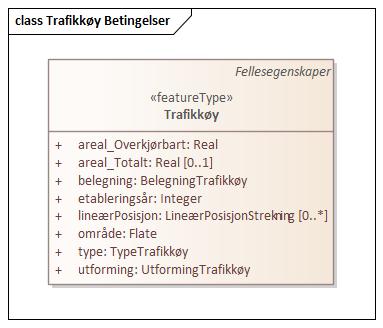 class Trafikkøy Betingelser
Fellesegenskaper
«featureType»
Trafikkøy
+ areal_Overkjørbart: Real
+ areal_Totalt: Real [0..1]
+ belegning: BelegningTrafikkøy
+ etableringsår: Integer
+ lineærPosisjon: LineærPosisjonStrekning [0..*]
+ område: Flate
+ type: TypeTrafikkøy
+ utforming: UtformingTrafikkøy